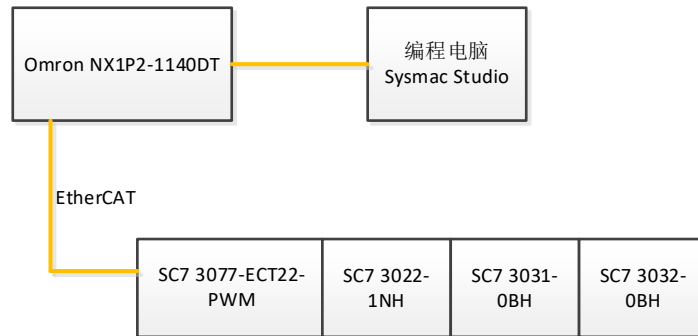 Omron NX1P2-1140DT
编程电脑
Sysmac Studio
EtherCAT
SC7 3077-ECT22-
PWM
SC7 3022-
1NH
SC7 3031-
0BH
SC7 3032-
0BH